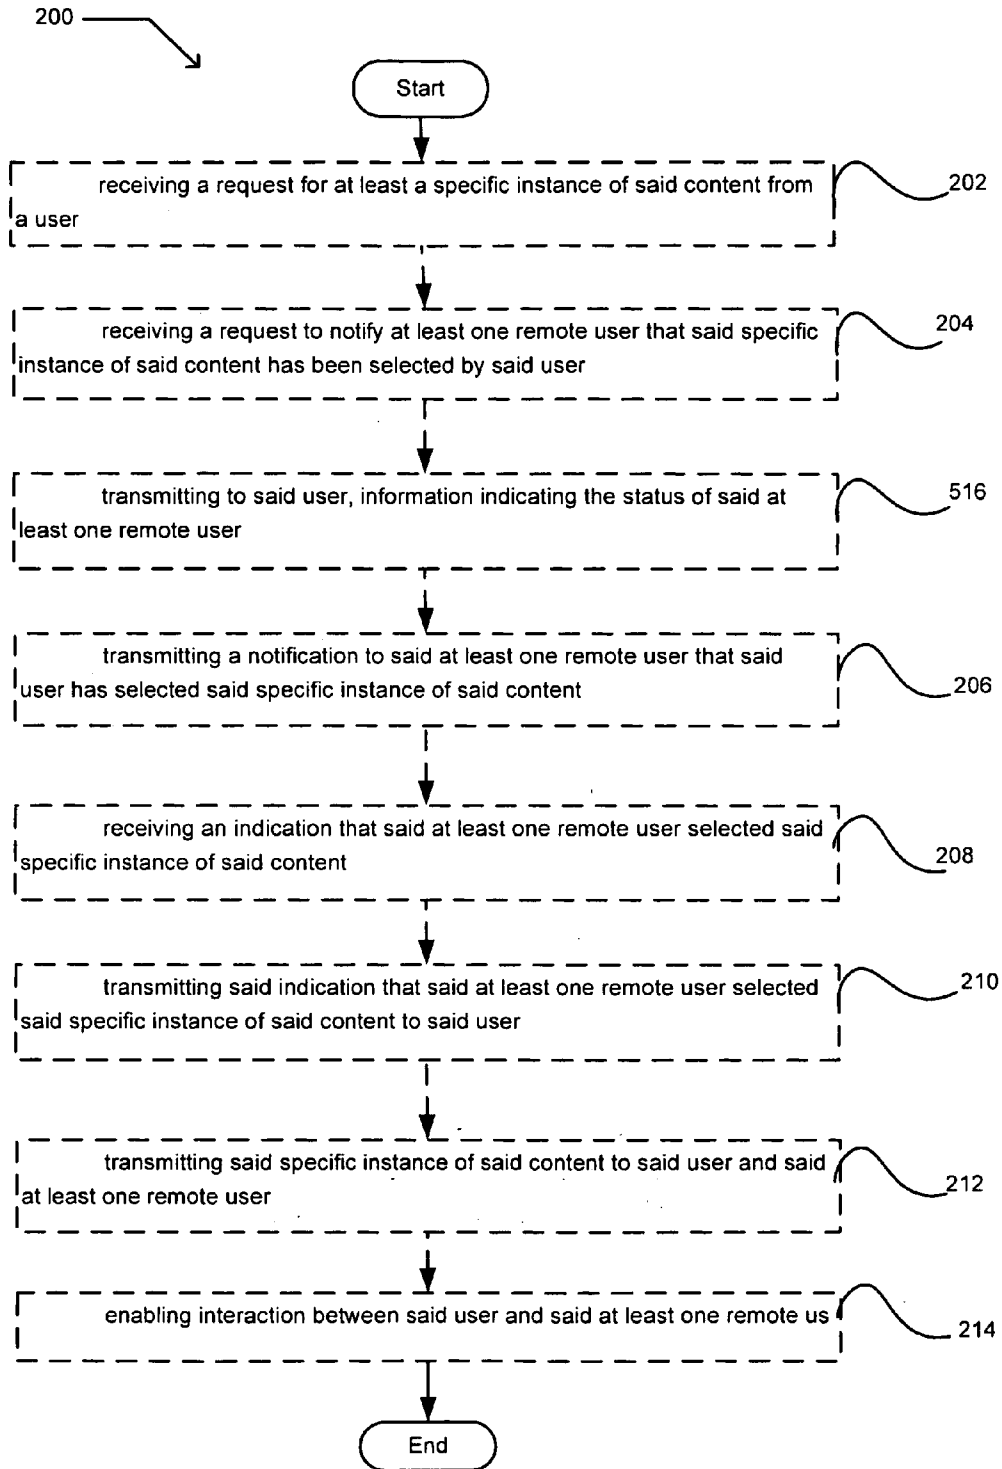 200
Start
receiving a request for at least a specific instance of said content from
a user
202
receiving a request to notify at least one remote user that said specific
instance of said content has been selected by said user
204
transmitting to said user, information indicating the status of said at
least one remote user
516
transmitting a notification to said at least one remote user that said
user has selected said specific instance of said content
206
receiving an indication that said at least one remote user selected said
specific instance of said content
208
transmitting said indication that said at least one remote user selected
said specific instance of said content to said user
210
transmitting said specific instance of said content to said user and said
at least one remote user
212
enabling interaction between said user and said at least one remote us
214
End